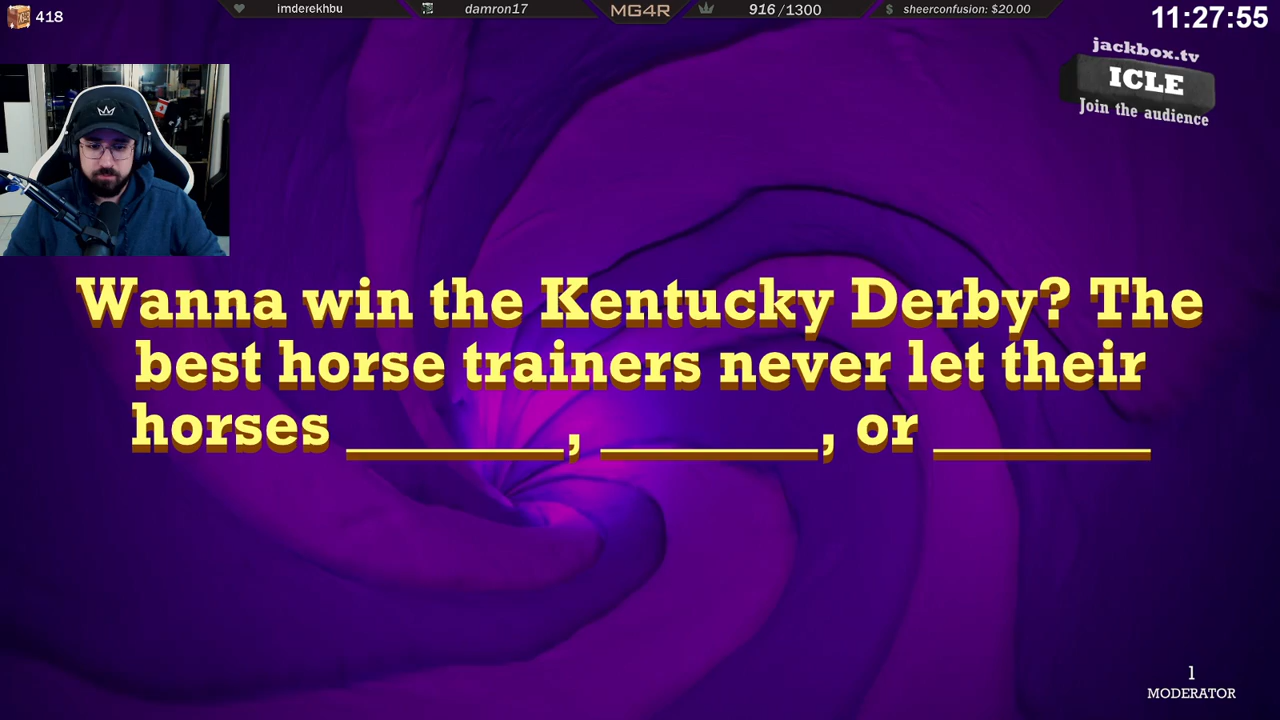 418
imderekhbu
damron17
MG4R
916 /1300
$ sheerconfusion: $20.00
11:27:55
jackbox.tv
ICLE
Join the audience
Wanna win the Kentucky Derby? The
best horse trainers never let their
horses ________, ________, or ________
1
MODERATOR